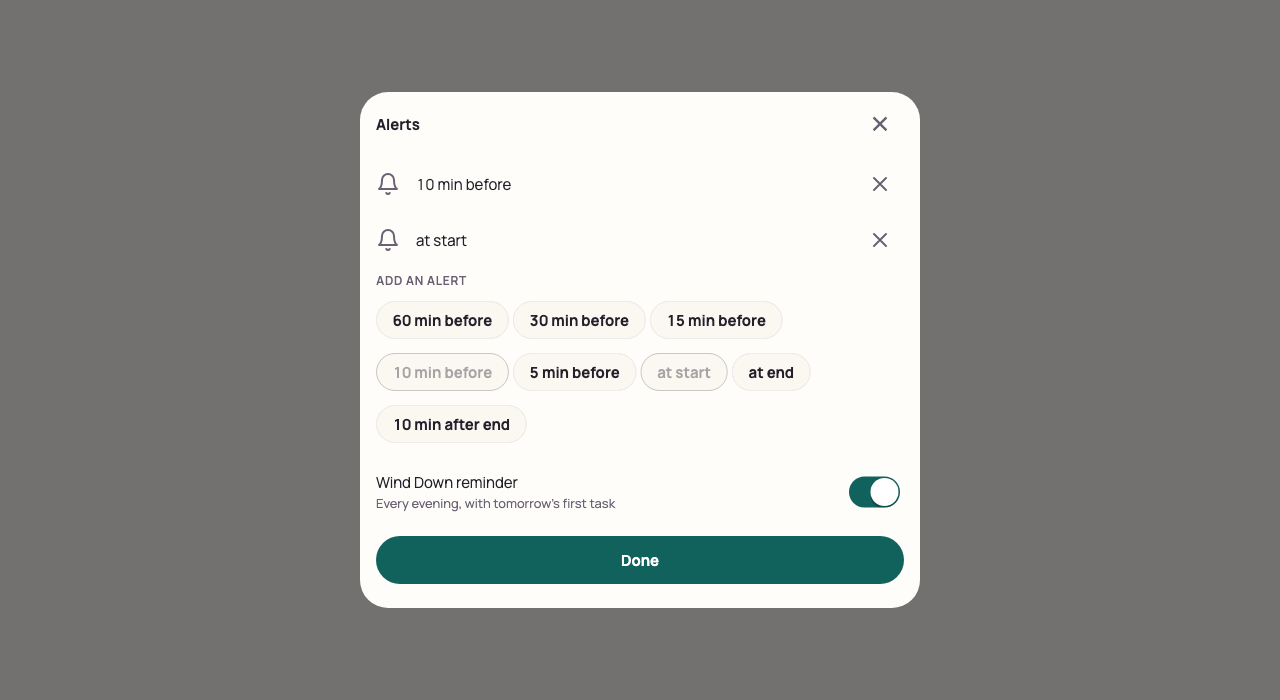 Alerts
10 min before
at start
ADD AN ALERT
60 min before 30 min before 15 min before
10 min before 5 min before at start at end
10 min after end
Wind Down reminder
Every evening, with tomorrow's first task
Done